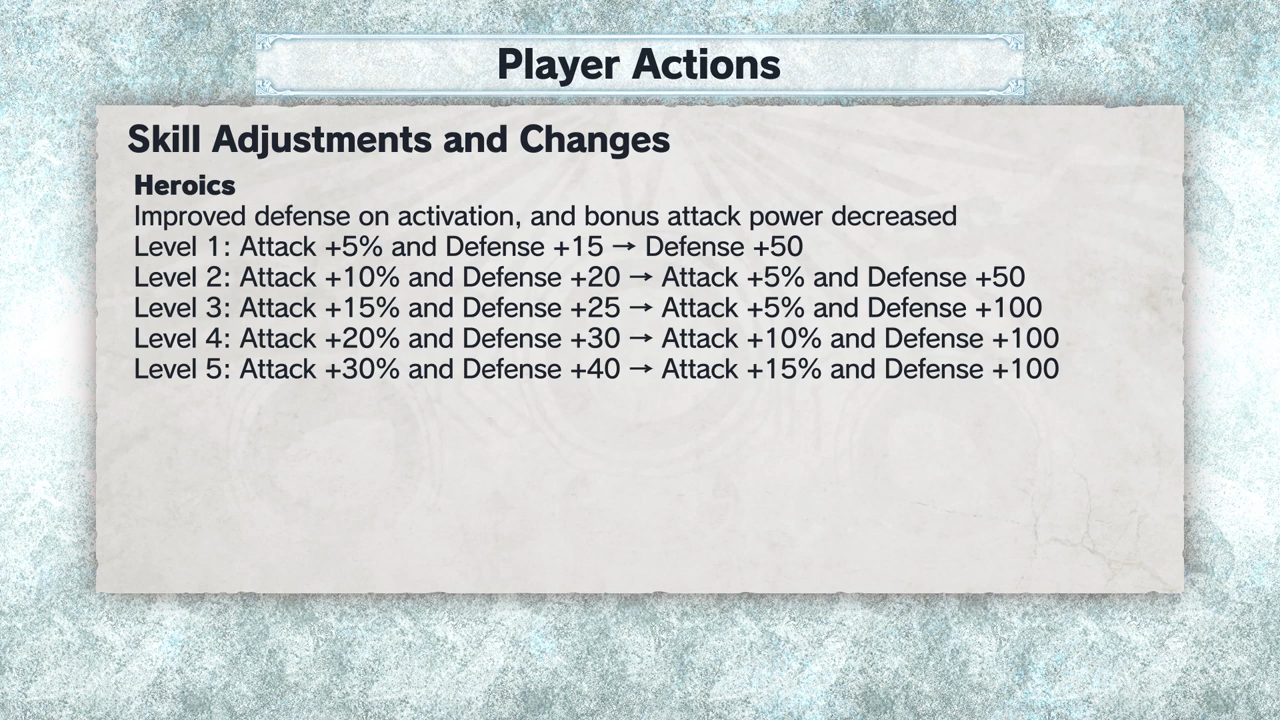 Player Actions
Skill Adjustments and Changes
Heroics
Improved defense on activation, and bonus attack power decreased
Level 1: Attack +5% and Defense +15 → Defense +50
Level 2: Attack +10% and Defense +20 → Attack +5% and Defense +50
Level 3: Attack +15% and Defense +25 → Attack +5% and Defense +100
Level 4: Attack +20% and Defense +30 → Attack +10% and Defense +100
Level 5: Attack +30% and Defense +40 → Attack +15% and Defense +100